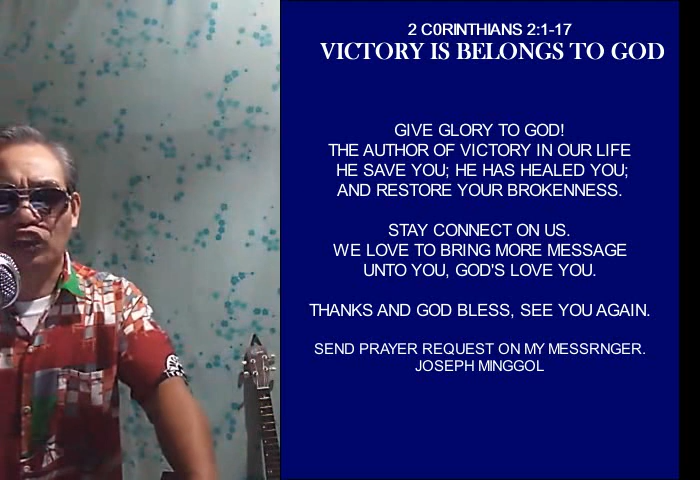 2 C0RINTHIANS 2:1-17
VICTORY IS BELONGS TO GOD
GIVE GLORY TO GOD!
THE AUTHOR OF VICTORY IN OUR LIFE
HE SAVE YOU; HE HAS HEALED YOU;
AND RESTORE YOUR BROKENNESS.
STAY CONNECT ON US.
WE LOVE TO BRING MORE MESSAGE
UNTO YOU, GOD'S LOVE YOU.
THANKS AND GOD BLESS, SEE YOU AGAIN.
SEND PRAYER REQUEST ON MY MESSRNGER.
JOSEPH MINGGOL